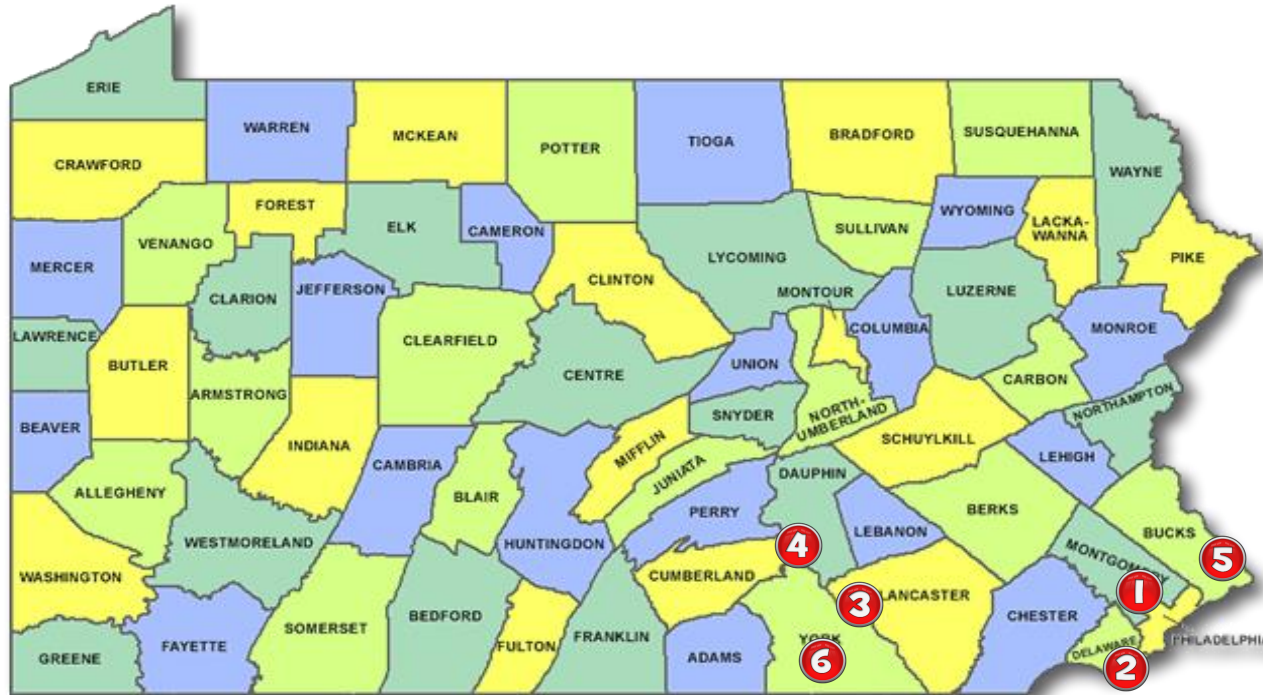 ERIE
WARREN
MCKEAN
POTTER
TIOGA
BRADFORD
SUSQUEHANNA
WAYNE
CRAWFORD
FOREST
ELK
CAMERON
WYOMING
LACKA-
WANNA
VENANGO
SULLIVAN
MERCER
CLARION
JEFFERSON
CLINTON
LYCOMING
MONTOUR
COLUMBIA
LUZERNE
PIKE
LAWRENCE
BUTLER
ARMSTRONG
CLEARFIELD
CENTRE
UNION
MONROE
CARBON
NORTHAMPTON
BEAVER
INDIANA
SNYDER
NORTH-
UMBERLAND
SCHUYLKILL
LEHIGH
ALLEGHENY
CAMBRIA
BLAIR
MIFFLIN
JUNIATA
DAUPHIN
PERRY
LEBANON
BERKS
BUCKS
WESTMORELAND
HUNTINGDON
4
5
WASHINGTON
CUMBERLAND
MONTGOMERY
1
3
LANCASTER
CHESTER
SOMERSET
BEDFORD
FULTON
FRANKLIN
ADAMS
YORK
6
DELAWARE
2
PHILADELPHIA
GREENE
FAYETTE